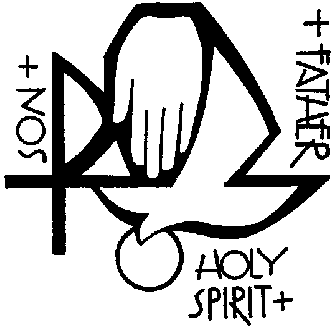 SON +
+ FATHER
HOLY
SPIRIT +